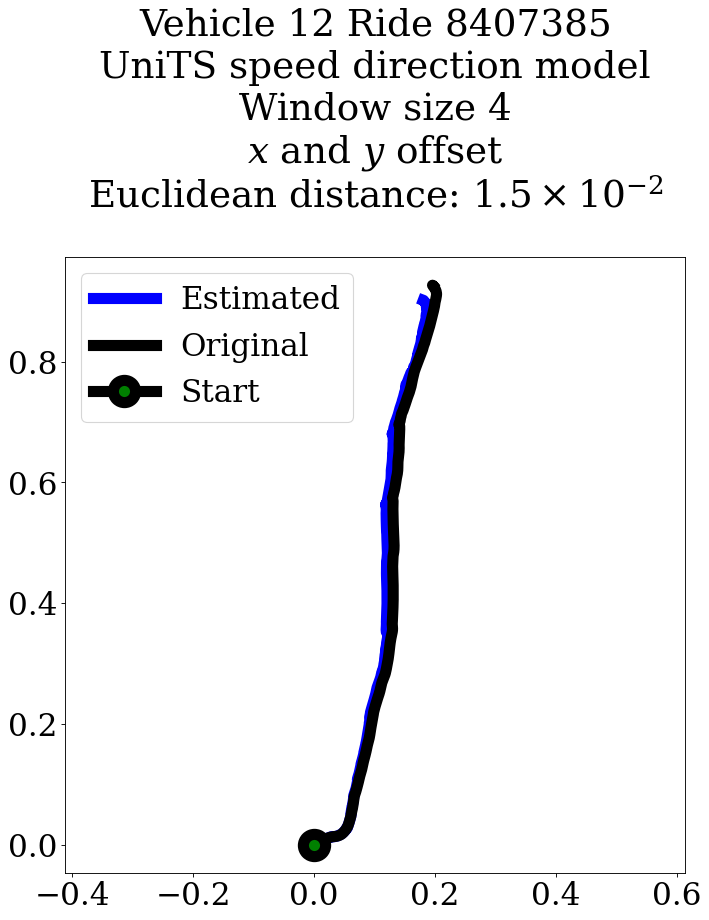 Vehicle 12 Ride 8407385
UniTS speed direction model
Window size 4
x and y offset
Euclidean distance: 1.5 × 10⁻²
Estimated
Original
Start
0.8
0.6
0.4
0.2
0.0
−0.4 −0.2 0.0 0.2 0.4 0.6